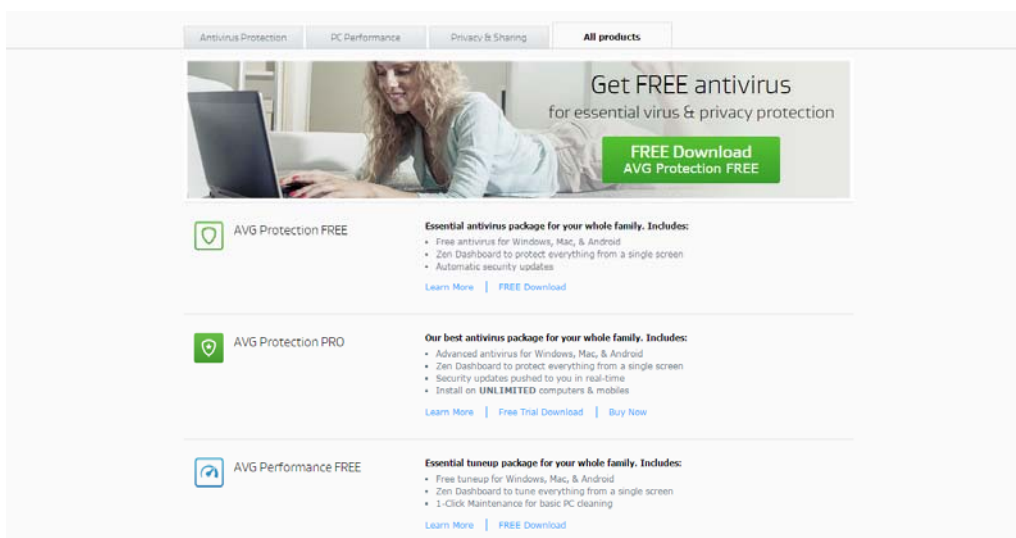 Antivirus Protection
PC Performance
Privacy & Sharing
All products
Get FREE antivirus
for essential virus & privacy protection
FREE Download
AVG Protection FREE
AVG Protection FREE
Essential antivirus package for your whole family. Includes:
• Free antivirus for Windows, Mac, & Android
• Zen Dashboard to protect everything from a single screen
• Automatic security updates
Learn More | FREE Download
AVG Protection PRO
Our best antivirus package for your whole family. Includes:
• Advanced antivirus for Windows, Mac, & Android
• Zen Dashboard to protect everything from a single screen
• Security updates pushed to you in real-time
• Install on UNLIMITED computers & mobiles
Learn More | Free Trial Download | Buy Now
AVG Performance FREE
Essential tuneup package for your whole family. Includes:
• Free tuneup for Windows, Mac, & Android
• Zen Dashboard to tune everything from a single screen
• 1-Click Maintenance for basic PC cleaning
Learn More | FREE Download